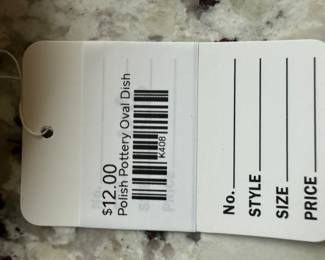 $12.00
Polish Pottery Oval Dish
K408
No.
STYLE
SIZE
PRICE